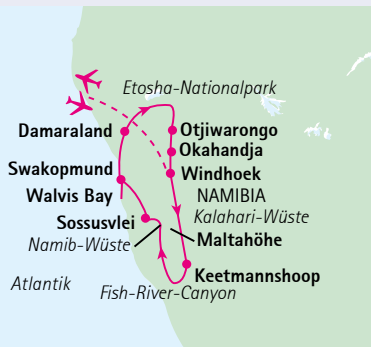 Etosha-Nationalpark
Damaraland
Otjiwarongo
Okahandja
Swakopmund
Windhoek
Walvis Bay
NAMIBIA
Sossusvlei
Kalahari-Wüste
Namib-Wüste
Maltahöhe
Atlantik
Keetmannshoop
Fish-River-Canyon